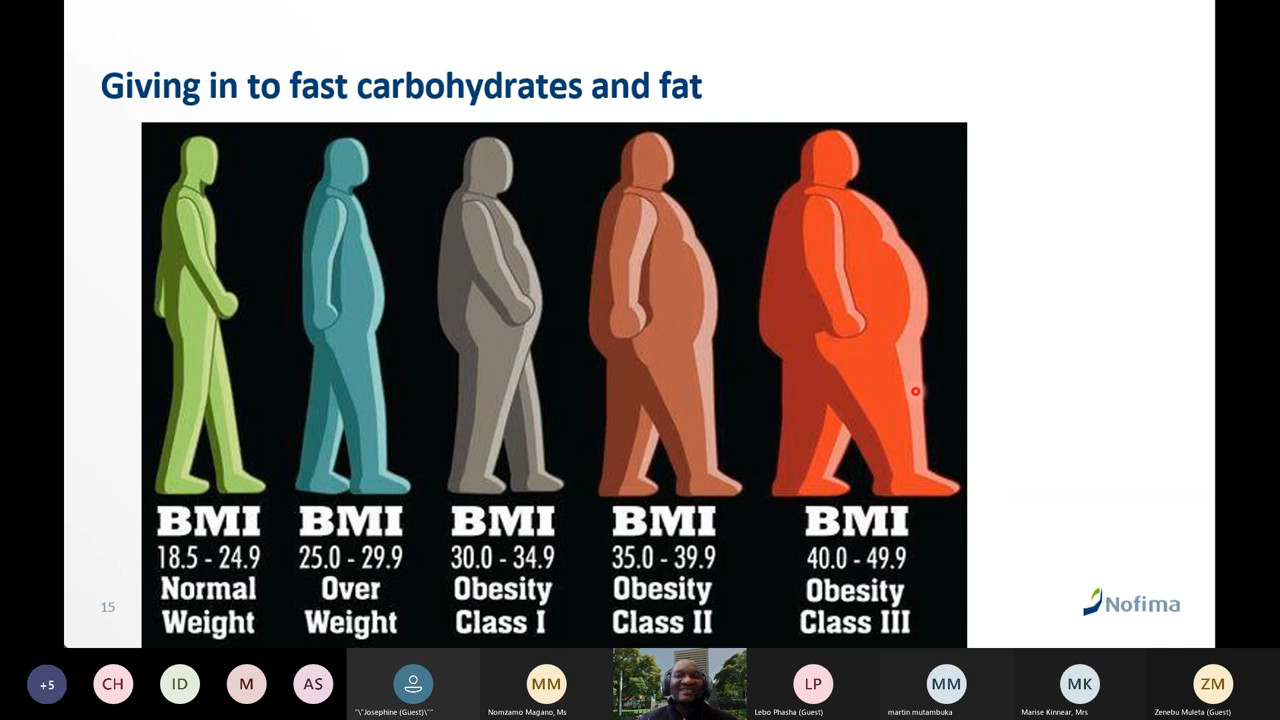 Giving in to fast carbohydrates and fat
BMI
18.5 - 24.9
Normal
Weight
BMI
25.0 - 29.9
Over
Weight
BMI
30.0 - 34.9
Obesity
Class I
BMI
35.0 - 39.9
Obesity
Class II
BMI
40.0 - 49.9
Obesity
Class III
15
Nofima
+5
CH
ID
M
AS
"\"Josephine (Guest)\""
MM
Nomzamo Magano, Ms
LP
Lebo Phasha (Guest)
MM
martin mutambuka
MK
Marise Kinnear, Mrs
ZM
Zenebu Muleta (Guest)